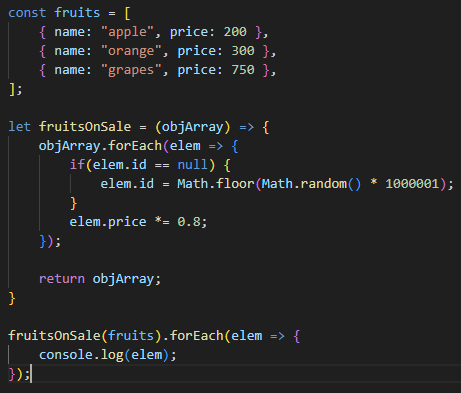 const fruits = [
    { name: "apple", price: 200 },
    { name: "orange", price: 300 },
    { name: "grapes", price: 750 },
];

let fruitsOnSale = (objArray) => {
    objArray.forEach(elem => {
        if(elem.id == null) {
            elem.id = Math.floor(Math.random() * 1000001);
        }
        elem.price *= 0.8;
    });

    return objArray;
}

fruitsOnSale(fruits).forEach(elem => {
    console.log(elem);
});